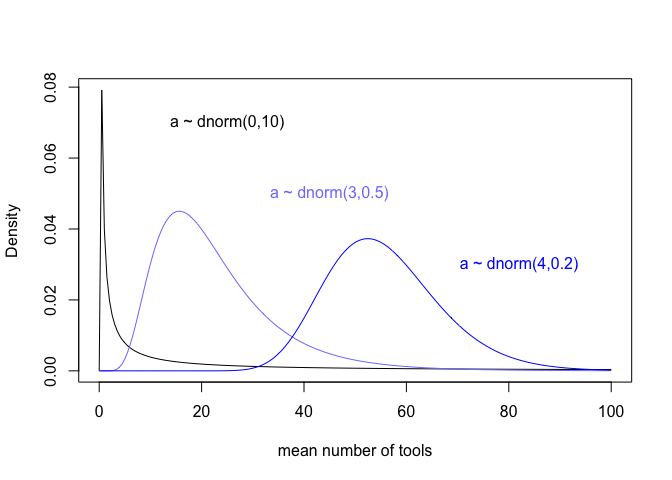 0.08
a ~ dnorm(0,10)
0.06
a ~ dnorm(3,0.5)
0.04
a ~ dnorm(4,0.2)
0.02
0.00
Density
0 20 40 60 80 100
mean number of tools